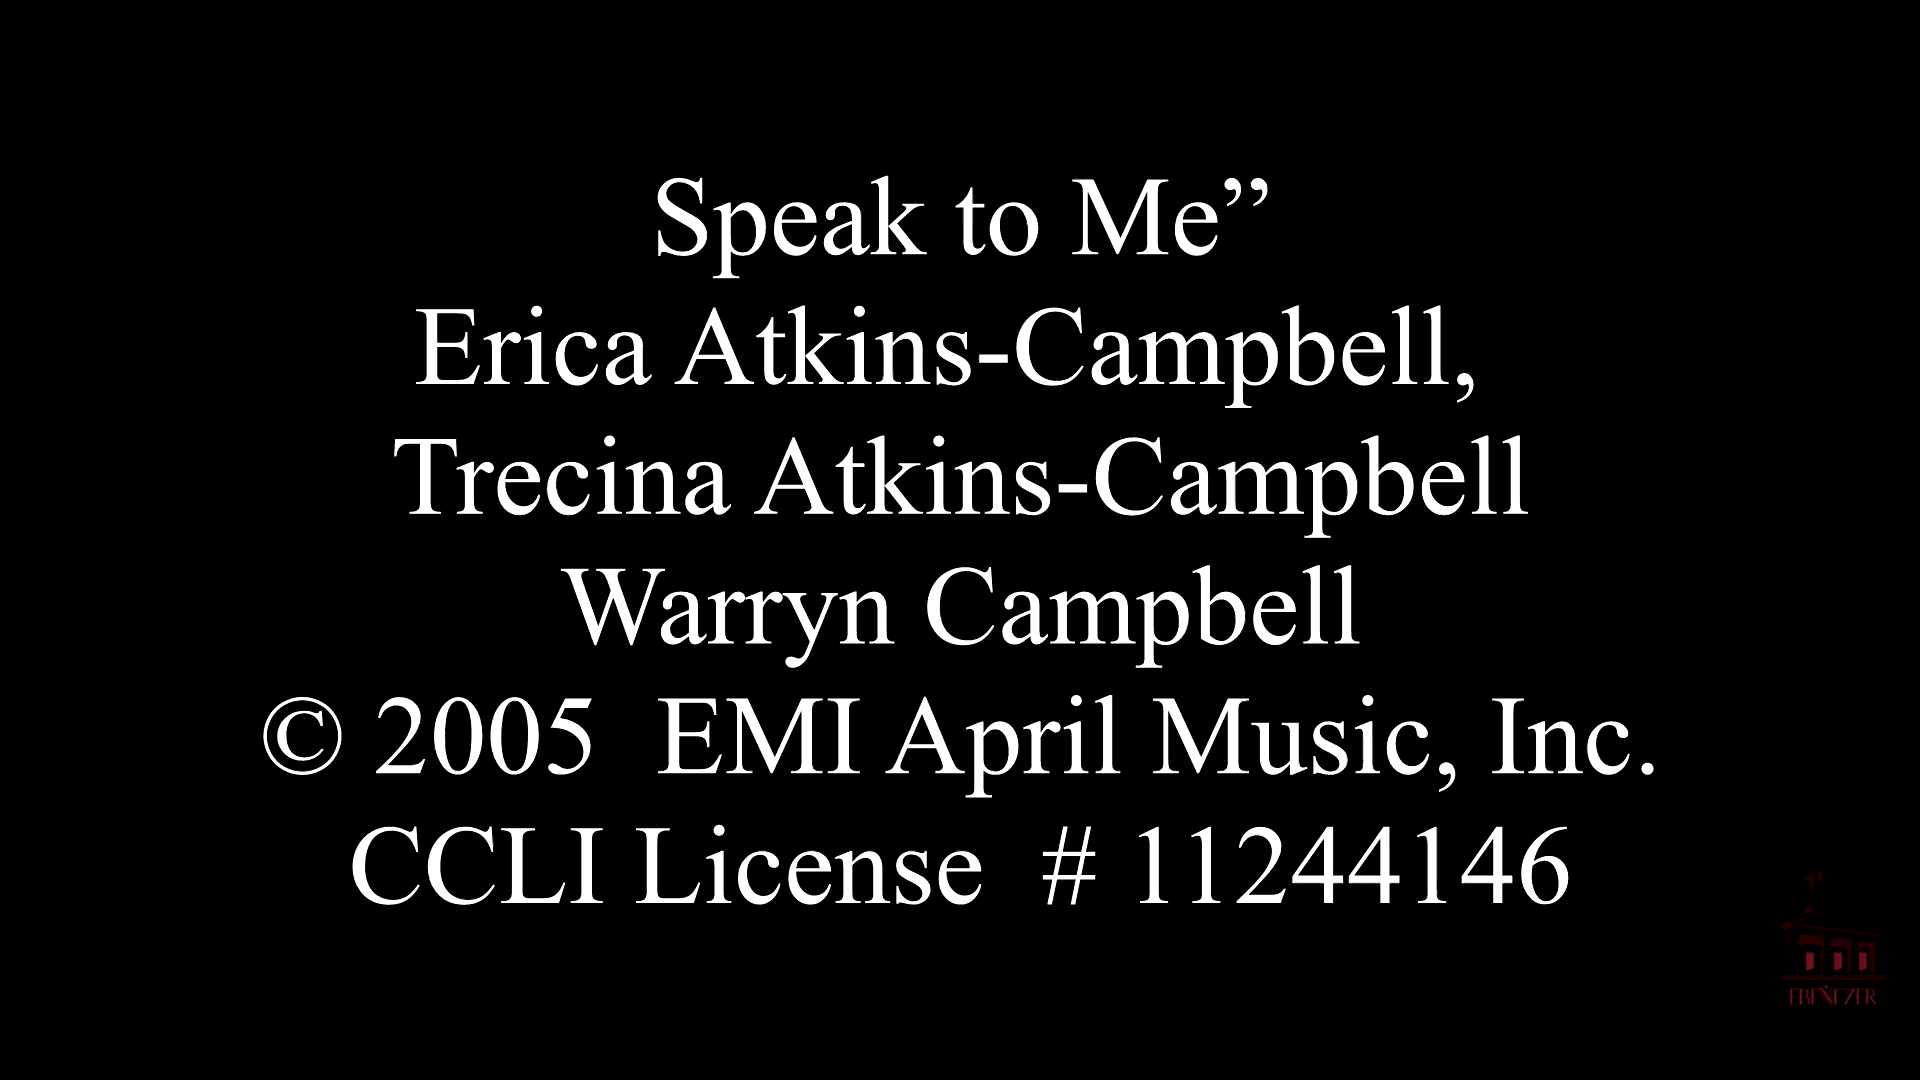 Speak to Me”
Erica Atkins-Campbell,
Trecina Atkins-Campbell
Warryn Campbell
© 2005  EMI April Music, Inc.
CCLI License  # 11244146
EBENEZER